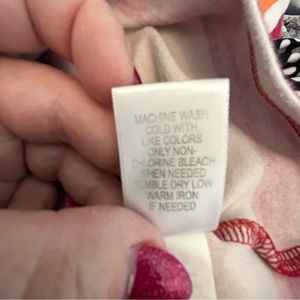 MACHINE WASH
COLD WITH
LIKE COLORS
ONLY NON-
CHLORINE BLEACH
WHEN NEEDED
TUMBLE DRY LOW
WARM IRON
IF NEEDED